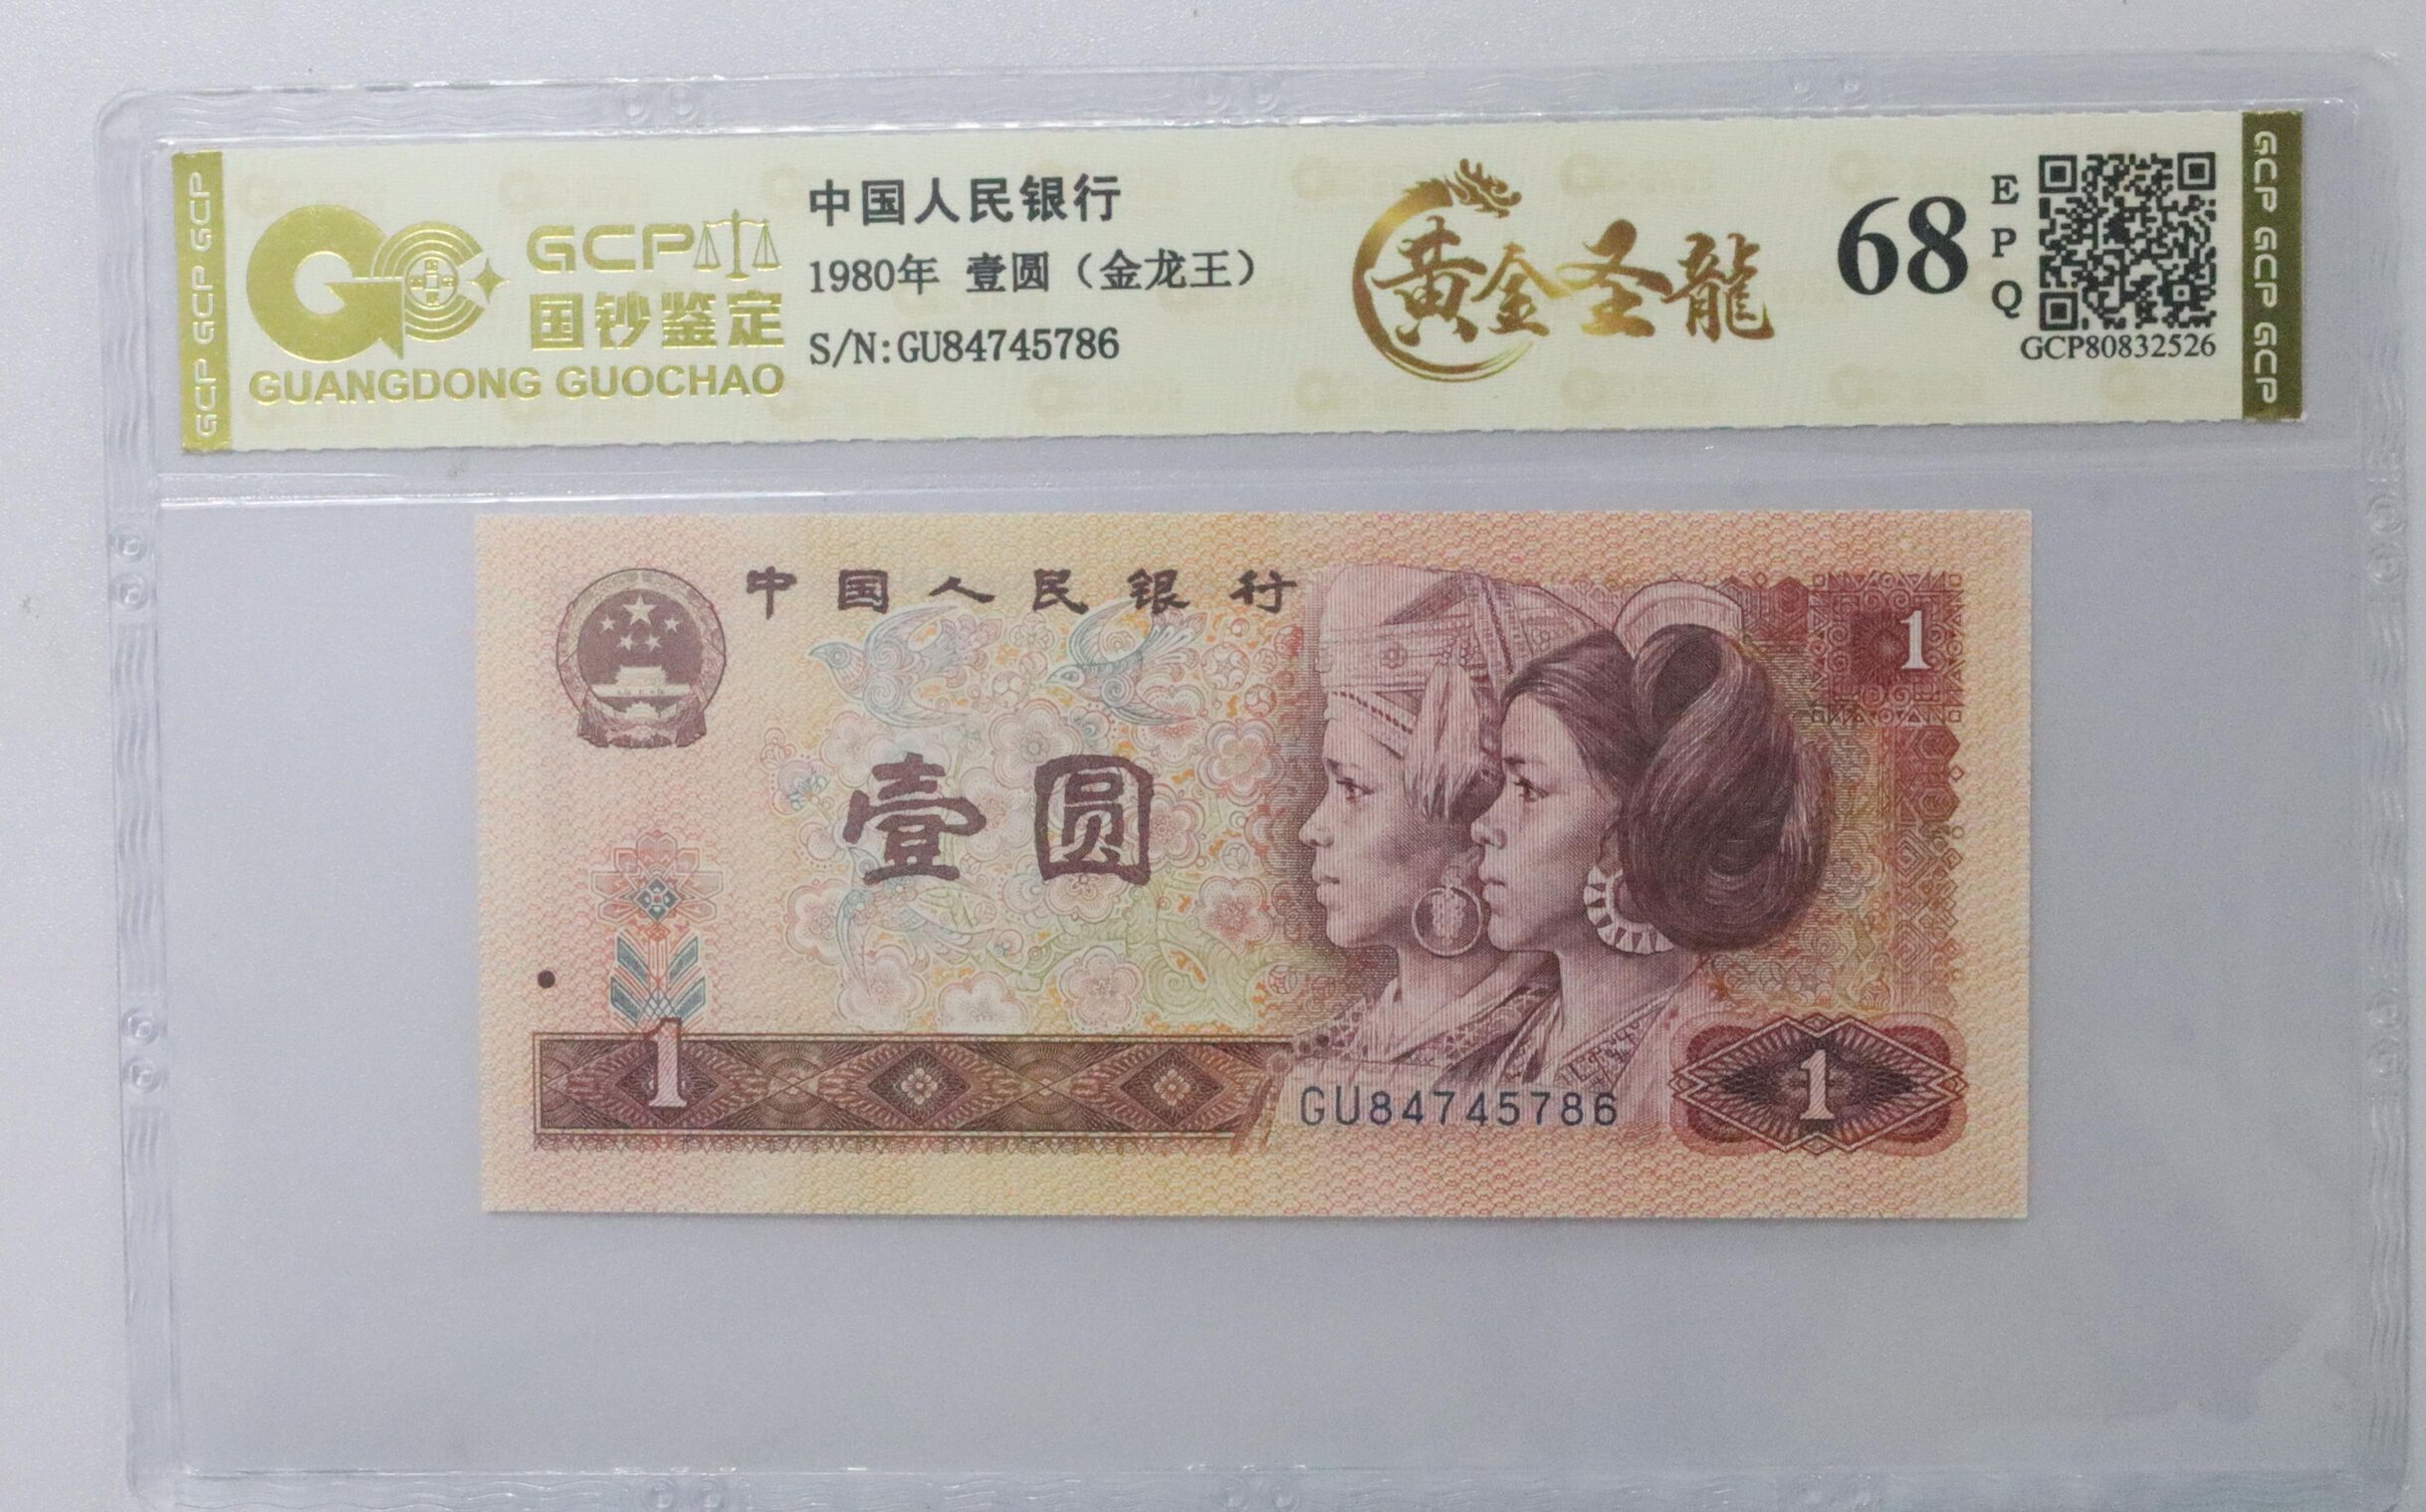 GCP GCP GCP
GCP
国钞鉴定
GUANGDONG GUOCHAO
中国人民银行
1980年 壹圆（金龙王）
S/N:GU84745786
黄金圣龍
68
E
P
Q
GCP80832526
GCP GCP GCP
中国人民银行
1
壹圆
1
GU84745786
1